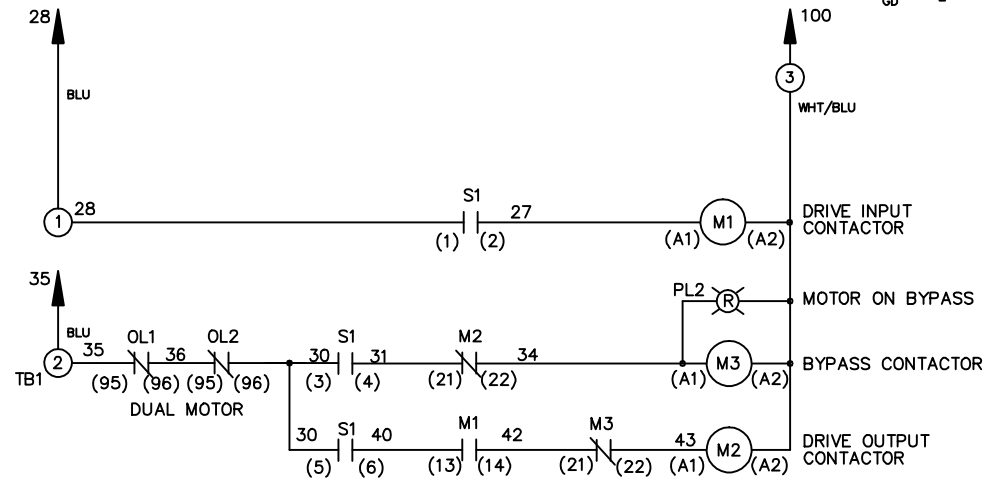 GD
28
100
3
BLU
WHT/BLU
S1
1
28
27
M1
DRIVE INPUT
CONTACTOR
(1)
(2)
(A1)
(A2)
35
PL2
R
MOTOR ON BYPASS
BLU
2
35
OL1
36
OL2
30
S1
31
M2
34
M3
BYPASS CONTACTOR
TB1
(95)
(96)
(95)
(96)
(3)
(4)
(21)
(22)
(A1)
(A2)
DUAL MOTOR
30
S1
40
M1
42
M3
43
M2
DRIVE OUTPUT
CONTACTOR
(5)
(6)
(13)
(14)
(21)
(22)
(A1)
(A2)